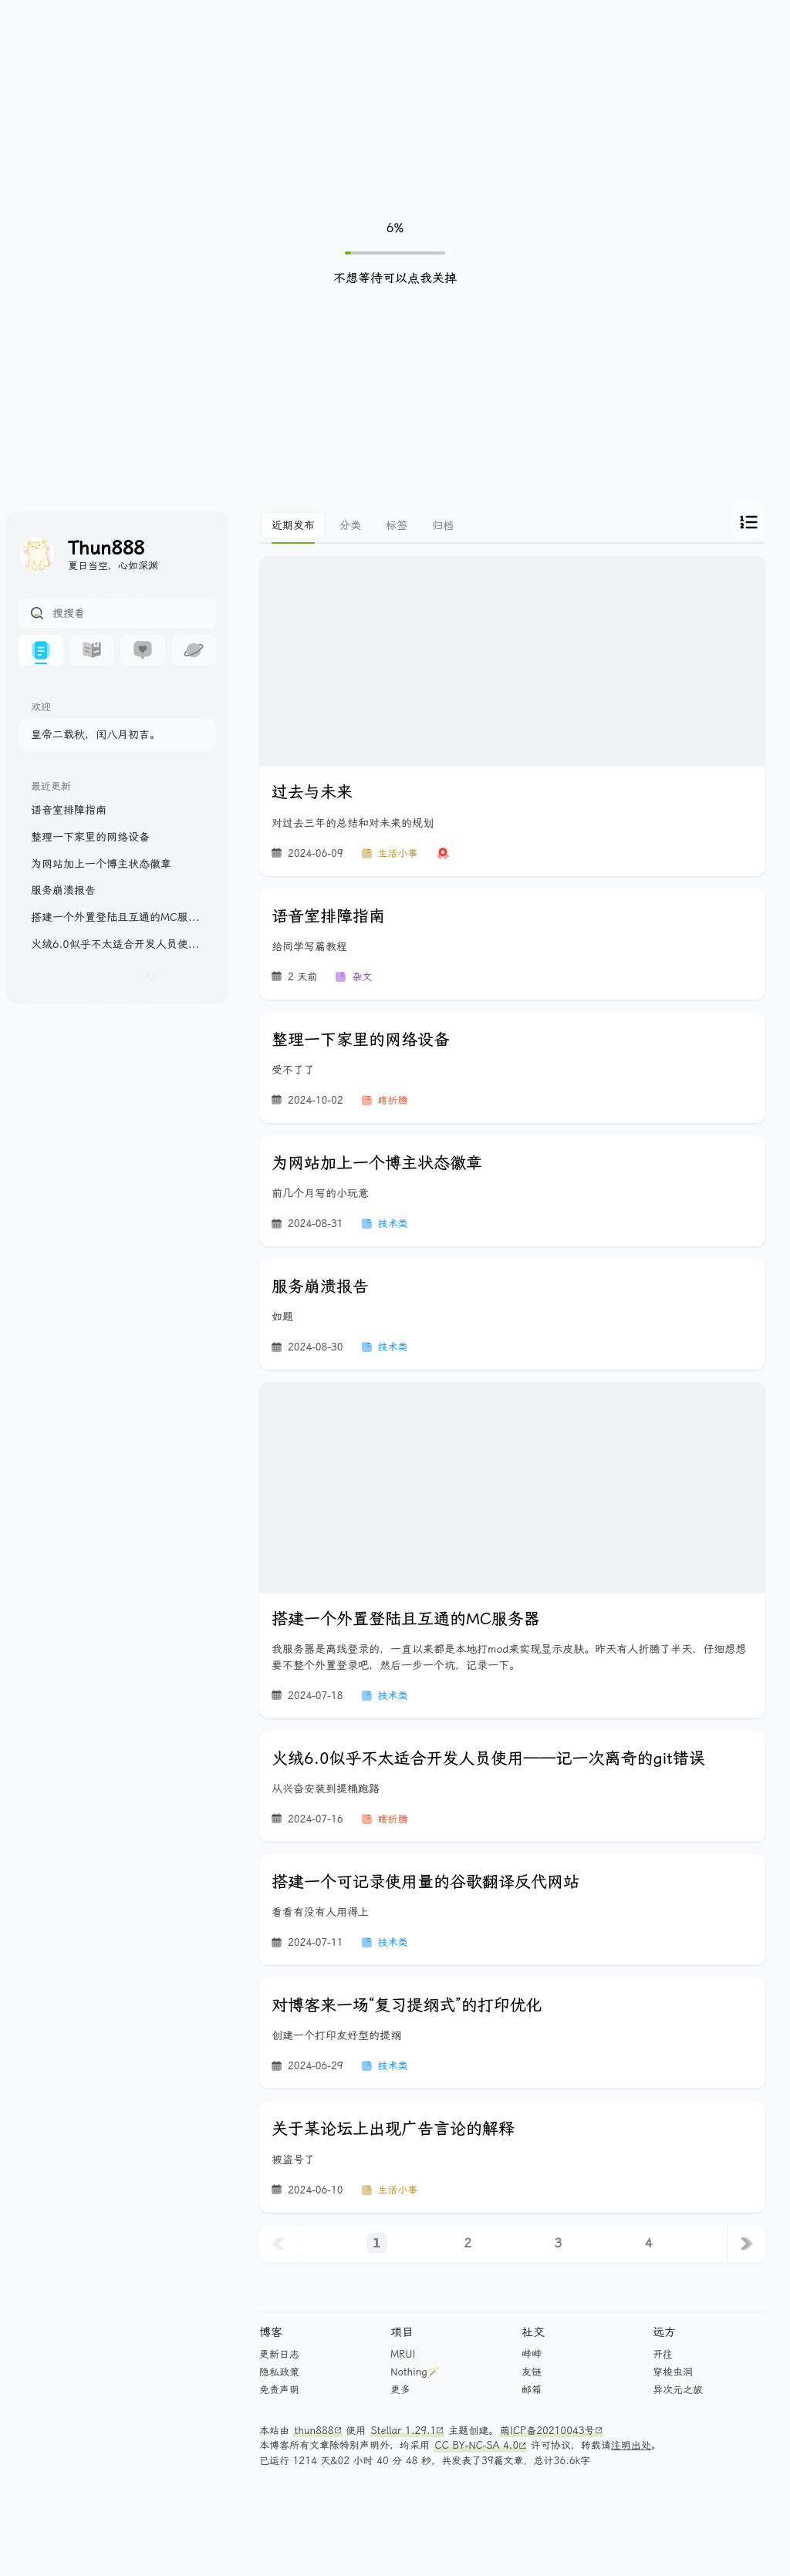 6%
不想等待可以点我关掉
Thun888
夏日当空，心如深渊
搜搜看
欢迎
皇帝二载秋，闰八月初吉。
最近更新
语音室排障指南
整理一下家里的网络设备
为网站加上一个博主状态徽章
服务崩溃报告
搭建一个外置登陆且互通的MC服...
火绒6.0似乎不太适合开发人员使...
近期发布 分类 标签 归档
过去与未来
对过去三年的总结和对未来的规划
2024-06-09 生活小事
语音室排障指南
给同学写篇教程
2 天前 杂文
整理一下家里的网络设备
受不了了
2024-10-02 瞎折腾
为网站加上一个博主状态徽章
前几个月写的小玩意
2024-08-31 技术类
服务崩溃报告
如题
2024-08-30 技术类
搭建一个外置登陆且互通的MC服务器
我服务器是离线登录的，一直以来都是本地打mod来实现显示皮肤。昨天有人折腾了半天，仔细想想
要不整个外置登录吧，然后一步一个坑，记录一下。
2024-07-18 技术类
火绒6.0似乎不太适合开发人员使用——记一次离奇的git错误
从兴奋安装到提桶跑路
2024-07-16 瞎折腾
搭建一个可记录使用量的谷歌翻译反代网站
看看有没有人用得上
2024-07-11 技术类
对博客来一场“复习提纲式”的打印优化
创建一个打印友好型的提纲
2024-06-29 技术类
关于某论坛上出现广告言论的解释
被盗号了
2024-06-10 生活小事
1 2 3 4
博客 项目 社交 远方
更新日志 MRUI 哔哔 开往
隐私政策 Nothing🪄 友链 穿梭虫洞
免责声明 更多 邮箱 异次元之旅
本站由 thun888 使用 Stellar 1.29.1 主题创建。萌ICP备20210043号
本博客所有文章除特别声明外，均采用 CC BY-NC-SA 4.0 许可协议，转载请注明出处。
已运行 1214 天&02 小时 40 分 48 秒，共发表了39篇文章，总计36.6k字